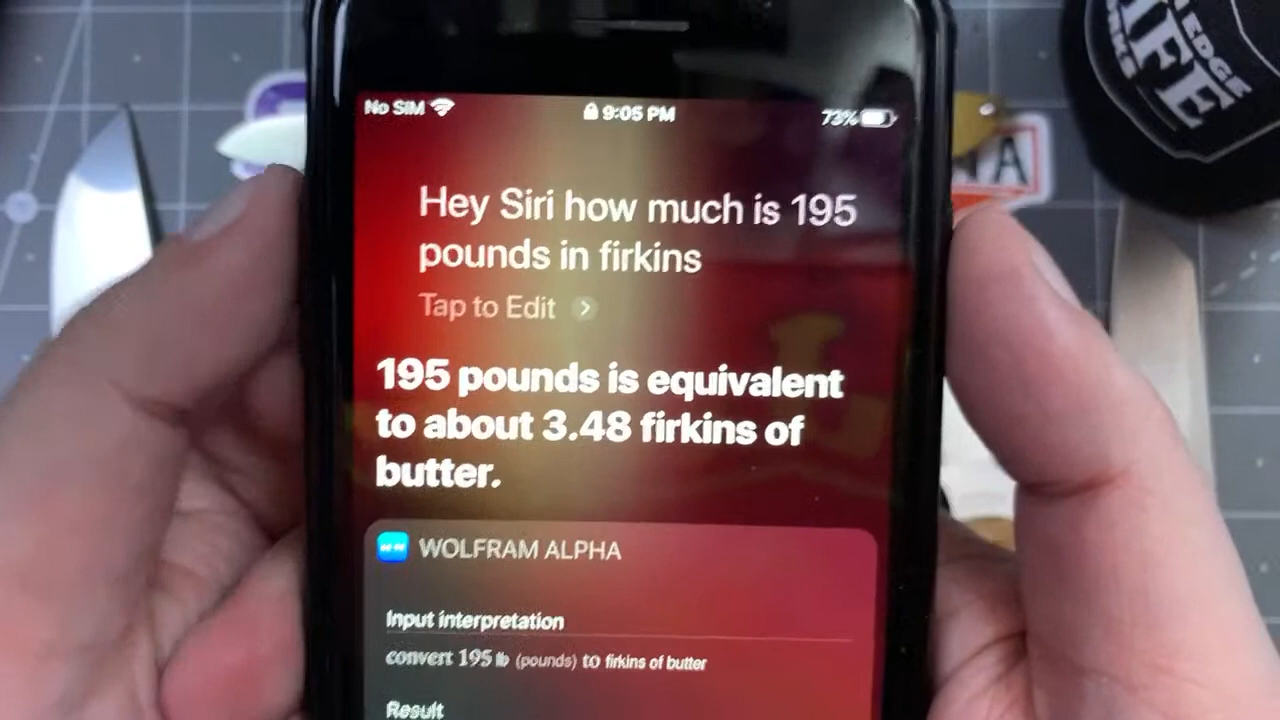 No SIM
9:05 PM
73%
Hey Siri how much is 195
pounds in firkins
Tap to Edit
195 pounds is equivalent
to about 3.48 firkins of
butter.
WOLFRAM ALPHA
Input interpretation
convert 195 lb (pounds) to firkins of butter
Result
EDGE